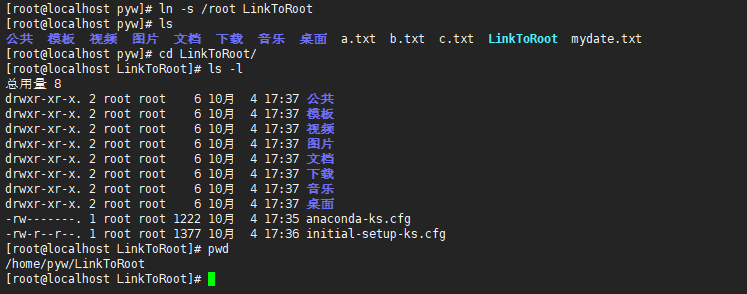 [root@localhost pyw]# ln -s /root LinkToRoot
[root@localhost pyw]# ls
公共 模板 视频 图片 文档 下载 音乐 桌面 a.txt b.txt c.txt LinkToRoot mydate.txt
[root@localhost pyw]# cd LinkToRoot/
[root@localhost LinkToRoot]# ls -l
总用量 8
drwxr-xr-x. 2 root root    6 10月  4 17:37 公共
drwxr-xr-x. 2 root root    6 10月  4 17:37 模板
drwxr-xr-x. 2 root root    6 10月  4 17:37 视频
drwxr-xr-x. 2 root root    6 10月  4 17:37 图片
drwxr-xr-x. 2 root root    6 10月  4 17:37 文档
drwxr-xr-x. 2 root root    6 10月  4 17:37 下载
drwxr-xr-x. 2 root root    6 10月  4 17:37 音乐
drwxr-xr-x. 2 root root    6 10月  4 17:37 桌面
-rw-------. 1 root root 1222 10月  4 17:35 anaconda-ks.cfg
-rw-r--r--. 1 root root 1377 10月  4 17:36 initial-setup-ks.cfg
[root@localhost LinkToRoot]# pwd
/home/pyw/LinkToRoot
[root@localhost LinkToRoot]#